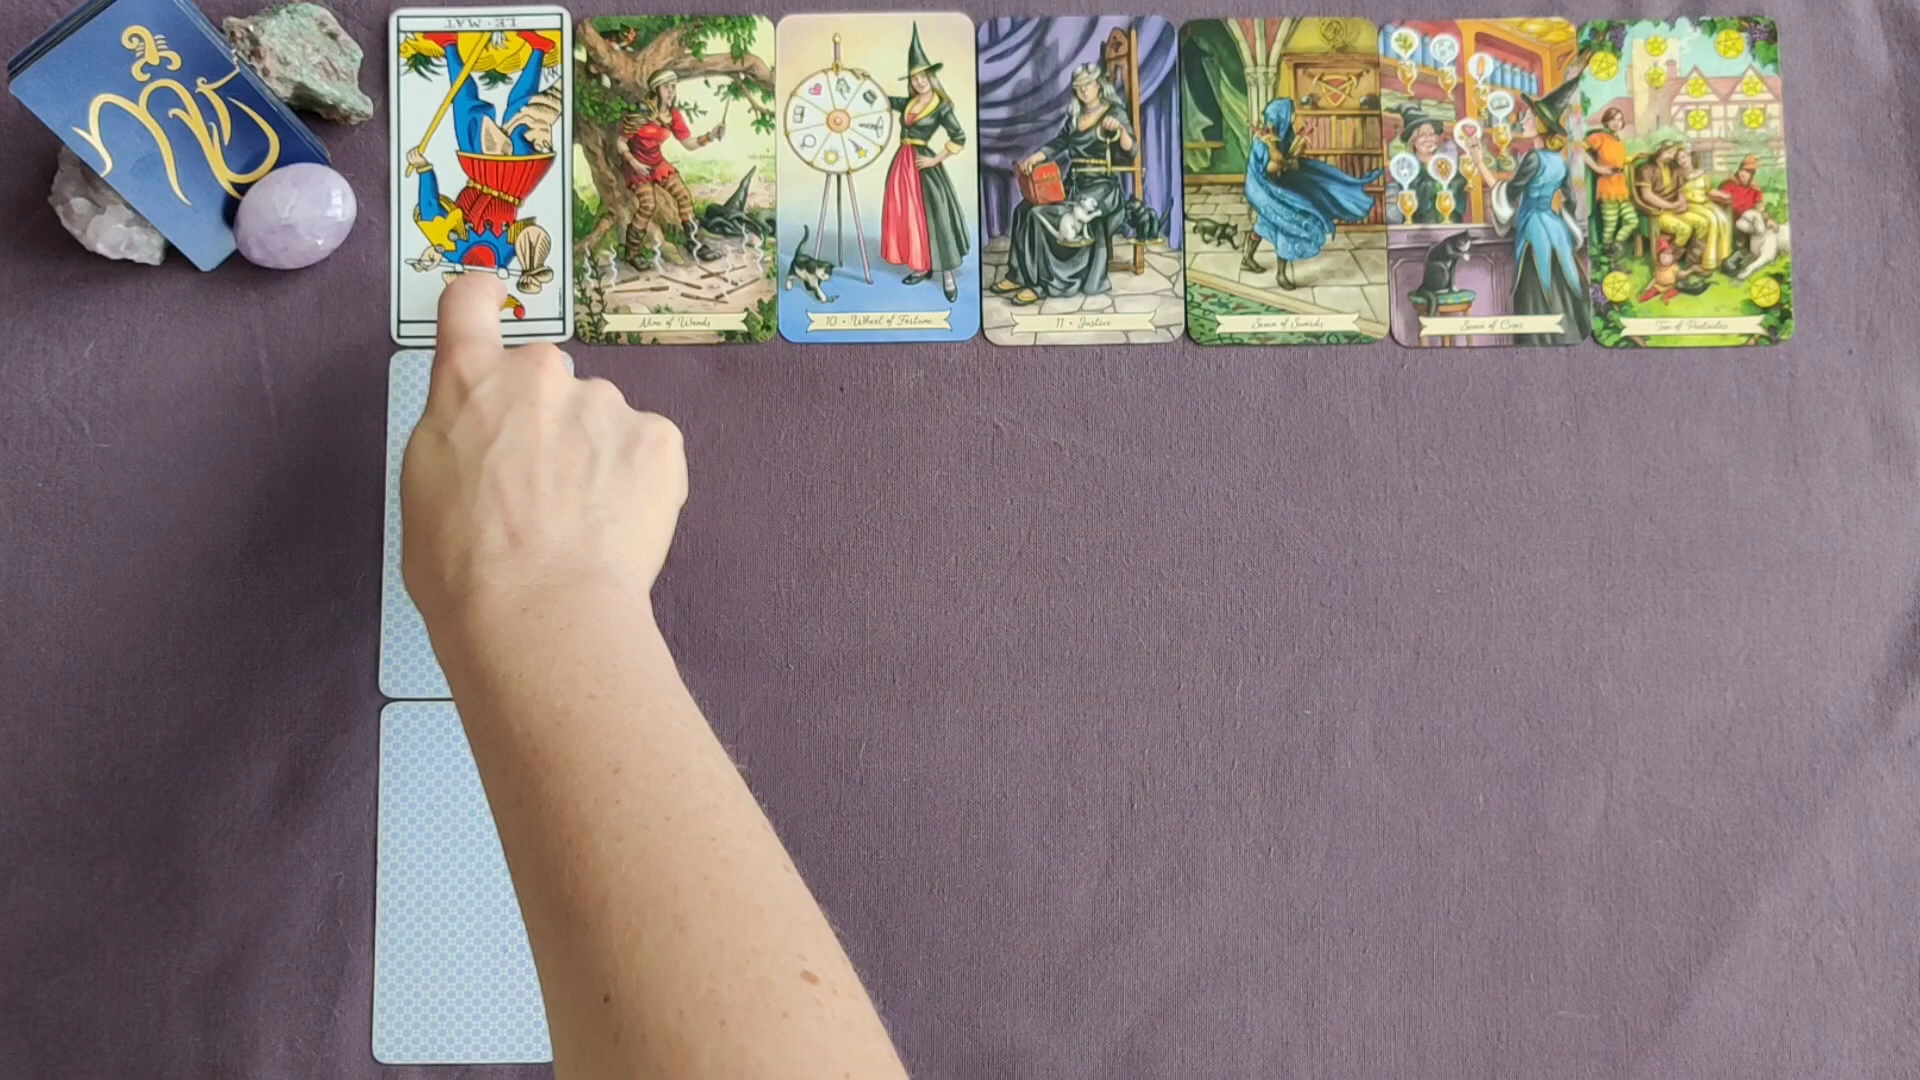 LE·MAT
Nine of Wands
10 • Wheel of Fortune
11 • Justice
Seven of Swords
Seven of Cups
Ten of Pentacles